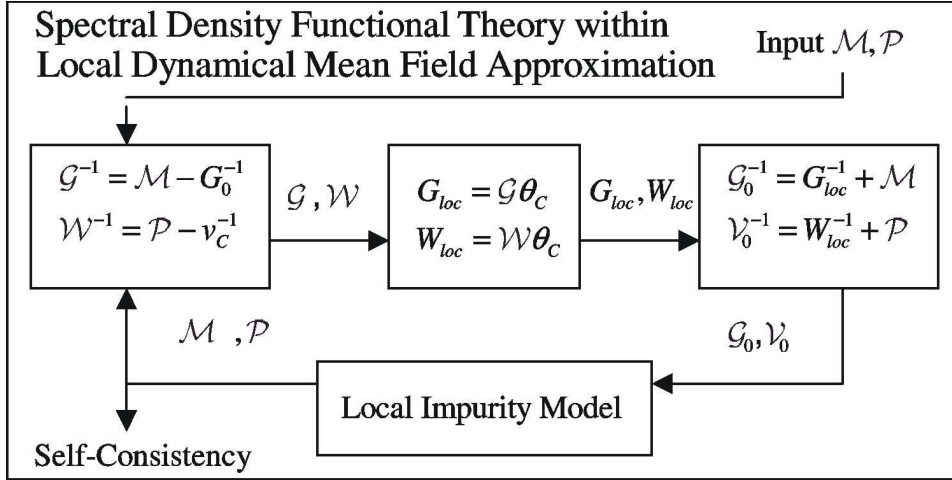 Spectral Density Functional Theory within
Local Dynamical Mean Field Approximation
Input ℳ, 𝒫
𝒢⁻¹ = ℳ − G₀⁻¹
𝒲⁻¹ = 𝒫 − v_C⁻¹
𝒢 , 𝒲
G_loc = 𝒢θ_C
W_loc = 𝒲θ_C
G_loc, W_loc
𝒢₀⁻¹ = G_loc⁻¹ + ℳ
𝒱₀⁻¹ = W_loc⁻¹ + 𝒫
ℳ , 𝒫
𝒢₀, 𝒱₀
Local Impurity Model
Self-Consistency